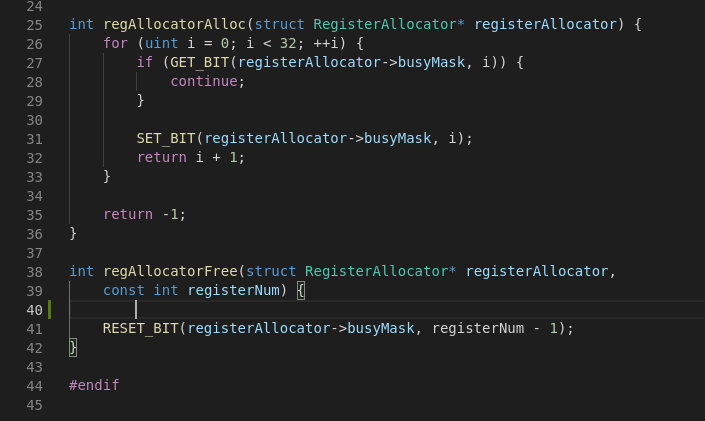 24
25 int regAllocatorAlloc(struct RegisterAllocator* registerAllocator) {
26     for (uint i = 0; i < 32; ++i) {
27         if (GET_BIT(registerAllocator->busyMask, i)) {
28             continue;
29         }
30
31         SET_BIT(registerAllocator->busyMask, i);
32         return i + 1;
33     }
34
35     return -1;
36 }
37
38 int regAllocatorFree(struct RegisterAllocator* registerAllocator,
39     const int registerNum) {
40
41     RESET_BIT(registerAllocator->busyMask, registerNum - 1);
42 }
43
44 #endif
45